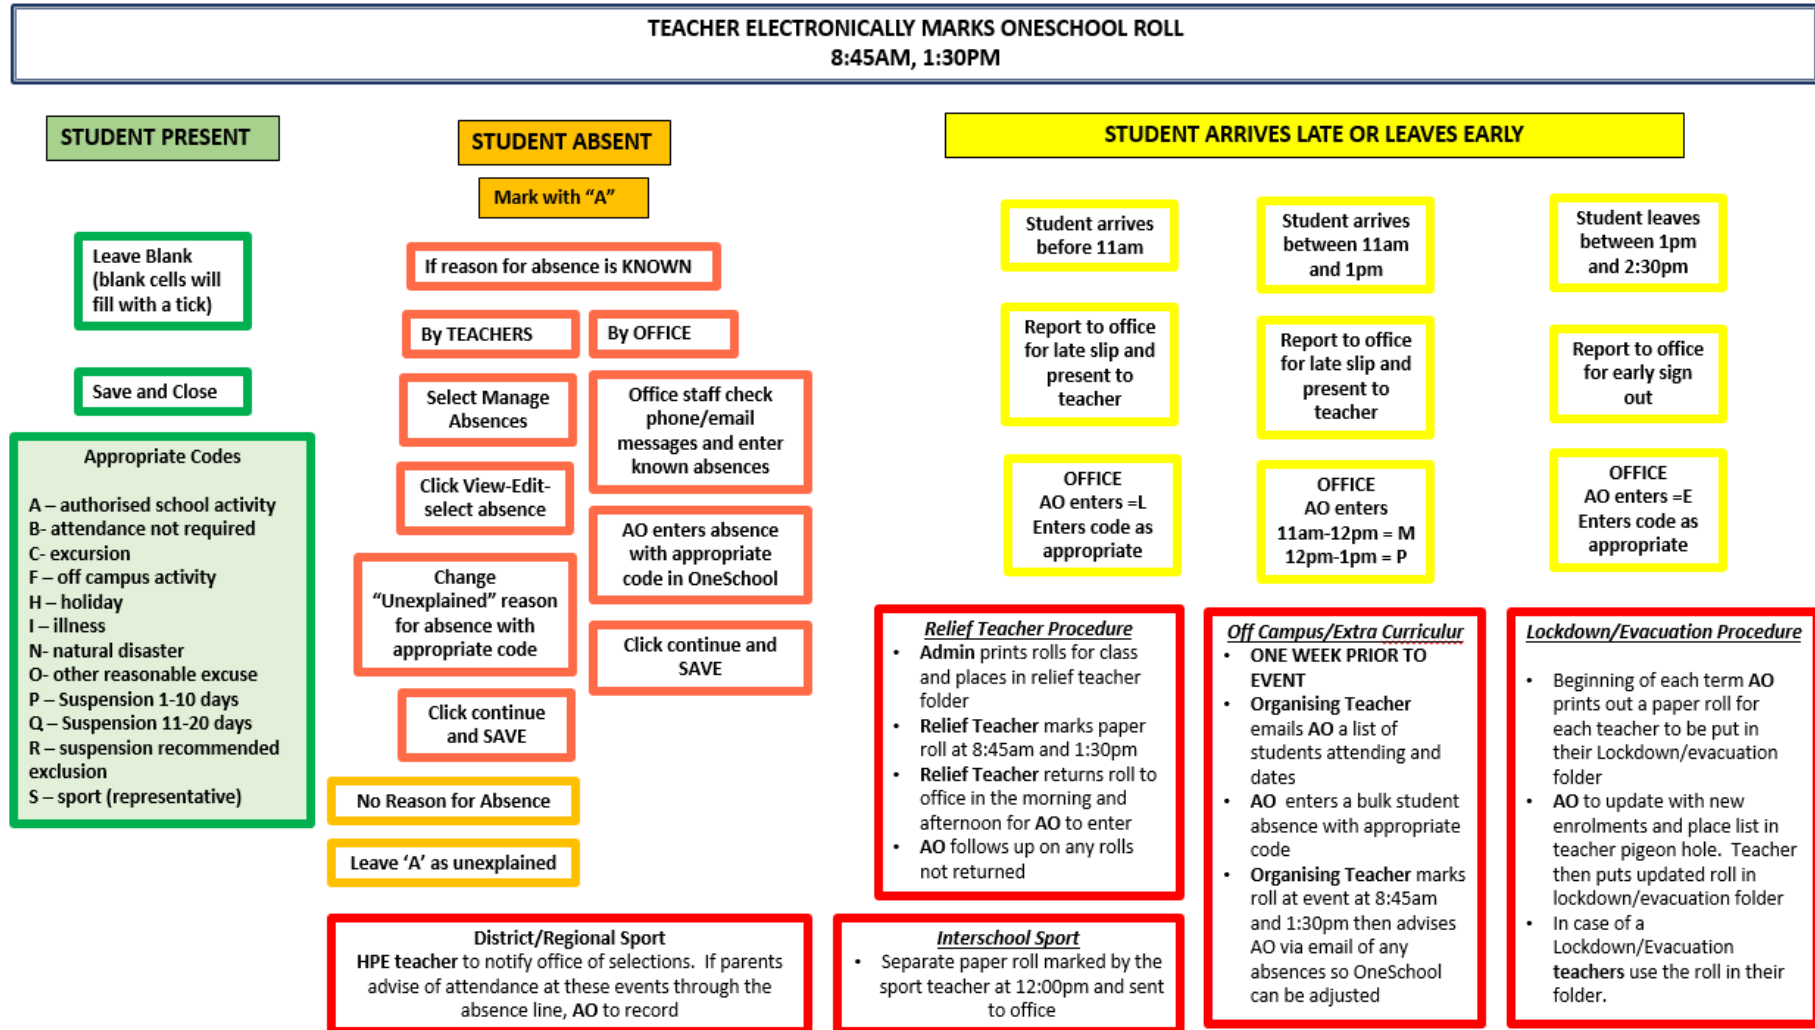 TEACHER ELECTRONICALLY MARKS ONESCHOOL ROLL
8:45AM, 1:30PM
STUDENT PRESENT
Leave Blank
(blank cells will
fill with a tick)
Save and Close
Appropriate Codes
A – authorised school activity
B- attendance not required
C- excursion
F – off campus activity
H – holiday
I – illness
N- natural disaster
O- other reasonable excuse
P – Suspension 1-10 days
Q – Suspension 11-20 days
R – suspension recommended
exclusion
S – sport (representative)
STUDENT ABSENT
Mark with “A”
If reason for absence is KNOWN
By TEACHERS
Select Manage
Absences
Click View-Edit-
select absence
Change
“Unexplained” reason
for absence with
appropriate code
Click continue
and SAVE
By OFFICE
Office staff check
phone/email
messages and enter
known absences
AO enters absence
with appropriate
code in OneSchool
Click continue and
SAVE
No Reason for Absence
Leave ‘A’ as unexplained
District/Regional Sport
HPE teacher to notify office of selections. If parents
advise of attendance at these events through the
absence line, AO to record
STUDENT ARRIVES LATE OR LEAVES EARLY
Student arrives
before 11am
Report to office
for late slip and
present to
teacher
OFFICE
AO enters =L
Enters code as
appropriate
Student arrives
between 11am
and 1pm
Report to office
for late slip and
present to
teacher
OFFICE
AO enters
11am-12pm = M
12pm-1pm = P
Student leaves
between 1pm
and 2:30pm
Report to office
for early sign
out
OFFICE
AO enters =E
Enters code as
appropriate
Relief Teacher Procedure
• Admin prints rolls for class
and places in relief teacher
folder
• Relief Teacher marks paper
roll at 8:45am and 1:30pm
• Relief Teacher returns roll to
office in the morning and
afternoon for AO to enter
• AO follows up on any rolls
not returned
Interschool Sport
• Separate paper roll marked by the
sport teacher at 12:00pm and sent
to office
Off Campus/Extra Curriculur
• ONE WEEK PRIOR TO
EVENT
• Organising Teacher
emails AO a list of
students attending and
dates
• AO enters a bulk student
absence with appropriate
code
• Organising Teacher marks
roll at event at 8:45am
and 1:30pm then advises
AO via email of any
absences so OneSchool
can be adjusted
Lockdown/Evacuation Procedure
• Beginning of each term AO
prints out a paper roll for
each teacher to be put in
their Lockdown/evacuation
folder
• AO to update with new
enrolments and place list in
teacher pigeon hole. Teacher
then puts updated roll in
lockdown/evacuation folder
• In case of a
Lockdown/Evacuation
teachers use the roll in their
folder.